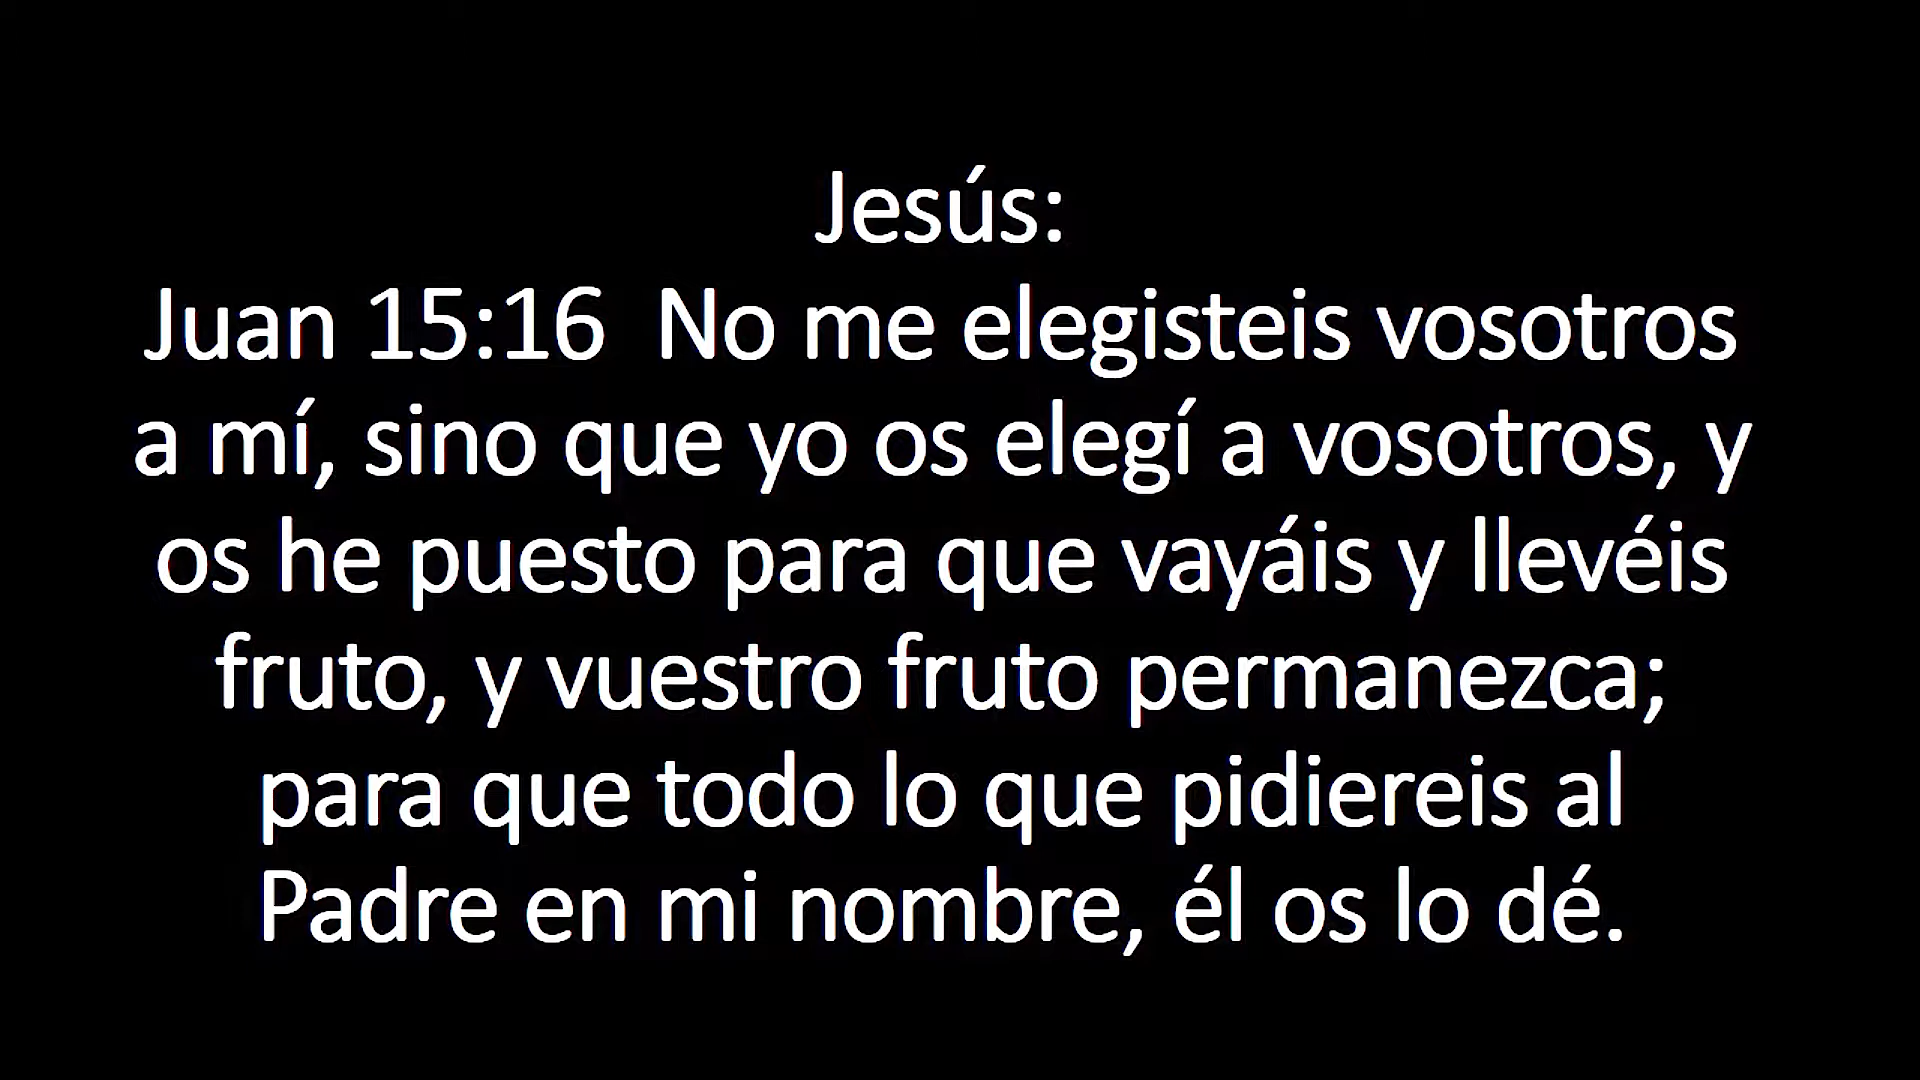 Jesús:
Juan 15:16  No me elegisteis vosotros
a mí, sino que yo os elegí a vosotros, y
os he puesto para que vayáis y llevéis
fruto, y vuestro fruto permanezca;
para que todo lo que pidiereis al
Padre en mi nombre, él os lo dé.